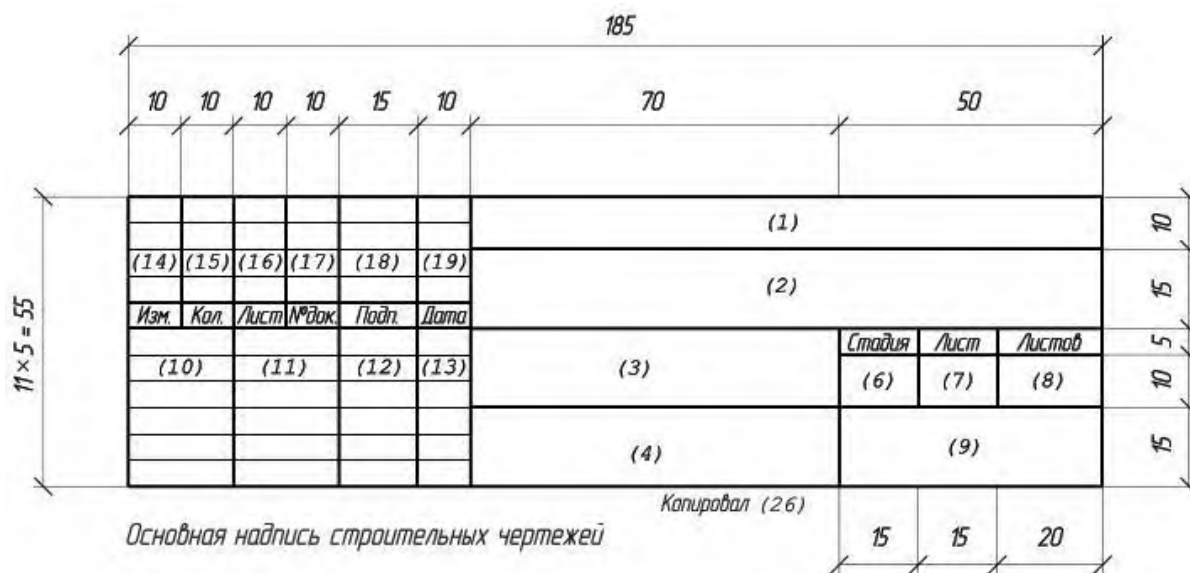 185
10 10 10 10 15 10 70 50
(1) 10
(14) (15) (16) (17) (18) (19) (2) 15
Изм. Кол. Лист №док. Подп. Дата
11 × 5 = 55
Стадия Лист Листов 5
(10) (11) (12) (13) (3) (6) (7) (8) 10
(4) (9) 15
Копировал (26)
Основная надпись строительных чертежей
15 15 20